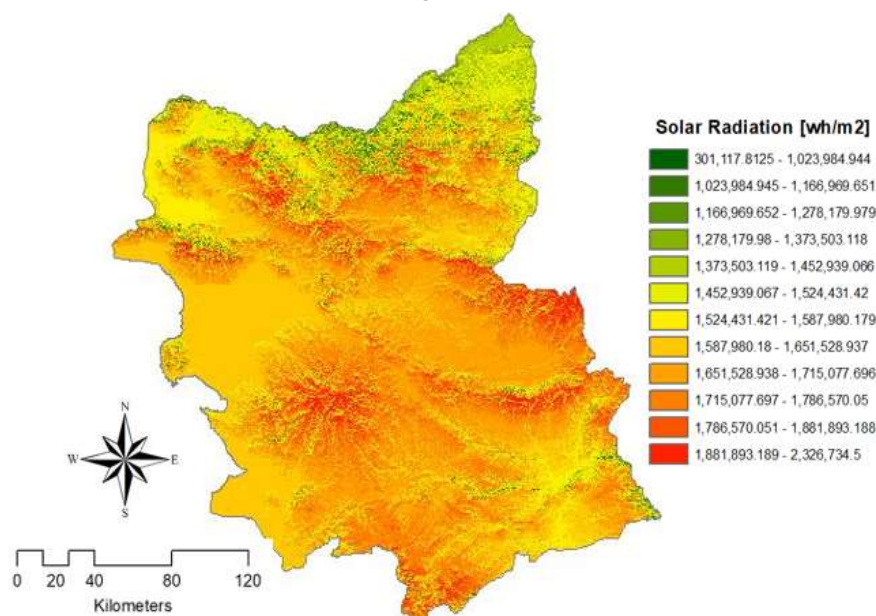 Solar Radiation [wh/m2]
301,117.8125 - 1,023,984.944
1,023,984.945 - 1,166,969.651
1,166,969.652 - 1,278,179.979
1,278,179.98 - 1,373,503.118
1,373,503.119 - 1,452,939.066
1,452,939.067 - 1,524,431.42
1,524,431.421 - 1,587,980.179
1,587,980.18 - 1,651,528.937
1,651,528.938 - 1,715,077.696
1,715,077.697 - 1,786,570.05
1,786,570.051 - 1,881,893.188
1,881,893.189 - 2,326,734.5
N
W E
S
0 20 40 80 120
Kilometers